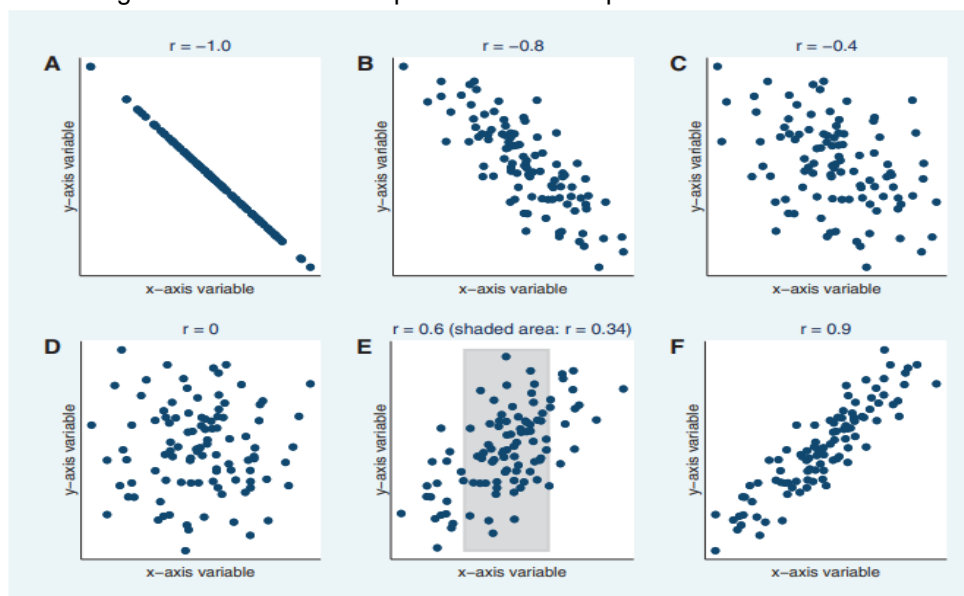 A
r = −1.0
y−axis variable
x−axis variable
B
r = −0.8
y−axis variable
x−axis variable
C
r = −0.4
y−axis variable
x−axis variable
D
r = 0
y−axis variable
x−axis variable
E
r = 0.6 (shaded area: r = 0.34)
y−axis variable
x−axis variable
F
r = 0.9
y−axis variable
x−axis variable